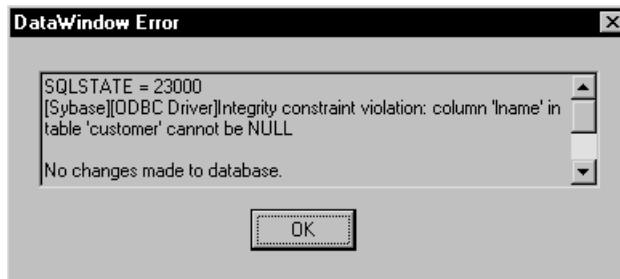 DataWindow Error
SQLSTATE = 23000
[Sybase][ODBC Driver]Integrity constraint violation: column 'lname' in
table 'customer' cannot be NULL
No changes made to database.
OK